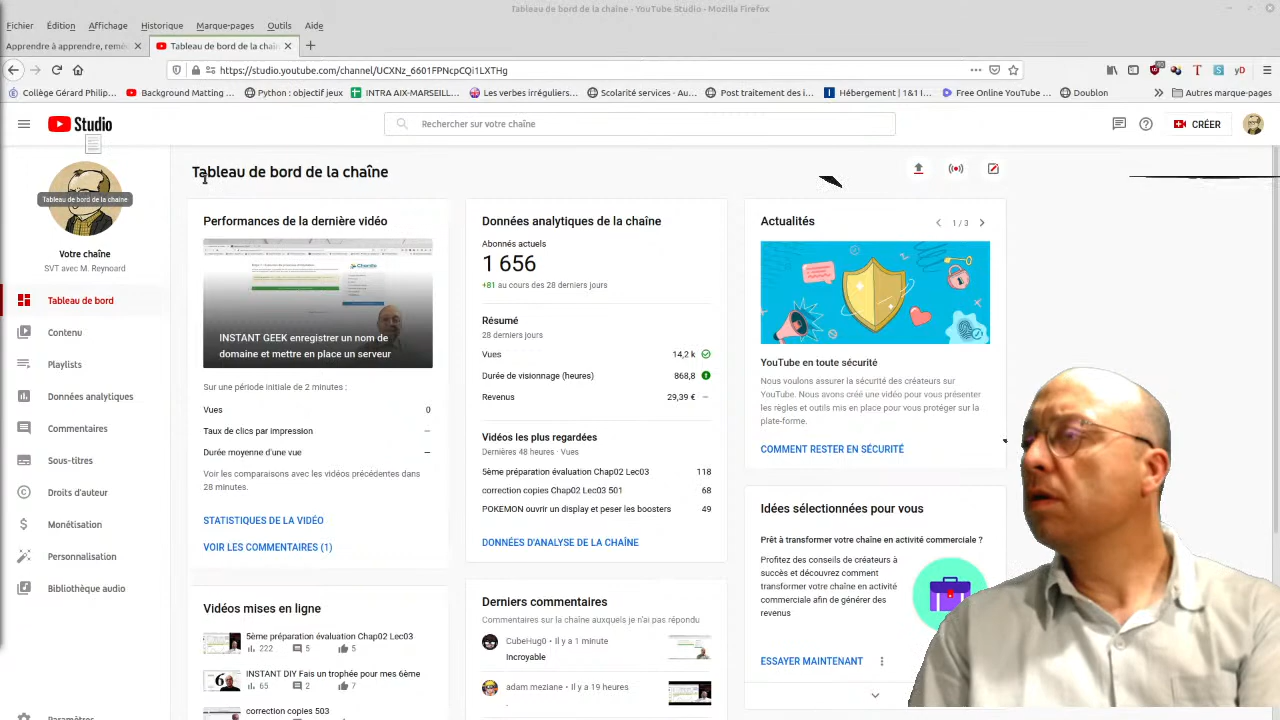 Tableau de bord de la chaîne - YouTube Studio - Mozilla Firefox
Fichier Édition Affichage Historique Marque-pages Outils Aide
Apprendre à apprendre, remé
Tableau de bord de la chaîn
https://studio.youtube.com/channel/UCXNz_6601FPNcpCQi1LXTHg
Collège Gérard Philip...
Background Matting ...
Python : objectif jeux
INTRA AIX-MARSEILL...
Les verbes irréguliers...
Scolarité services - Au...
Post traitement des i...
Hébergement | 1&1 I...
Free Online YouTube ...
Doublon
Autres marque-pages
Studio
Rechercher sur votre chaîne
CRÉER
Tableau de bord de la chaîne
Votre chaîne
SVT avec M. Reynoard
Tableau de bord
Contenu
Playlists
Données analytiques
Commentaires
Sous-titres
Droits d'auteur
Monétisation
Personnalisation
Bibliothèque audio
Paramètres
Tableau de bord de la chaîne
Performances de la dernière vidéo
INSTANT GEEK enregistrer un nom de
domaine et mettre en place un serveur
Sur une période initiale de 2 minutes :
Vues 0
Taux de clics par impression –
Durée moyenne d'une vue –
Voir les comparaisons avec les vidéos précédentes dans
28 minutes.
STATISTIQUES DE LA VIDÉO
VOIR LES COMMENTAIRES (1)
Vidéos mises en ligne
5ème préparation évaluation Chap02 Lec03
222 5 5
INSTANT DIY Fais un trophée pour mes 6ème
65 2 7
correction copies 503
Données analytiques de la chaîne
Abonnés actuels
1 656
+81 au cours des 28 derniers jours
Résumé
28 derniers jours
Vues 14,2 k
Durée de visionnage (heures) 868,8
Revenus 29,39 € –
Vidéos les plus regardées
Dernières 48 heures · Vues
5ème préparation évaluation Chap02 Lec03 118
correction copies Chap02 Lec03 501 68
POKEMON ouvrir un display et peser les boosters 49
DONNÉES D'ANALYSE DE LA CHAÎNE
Derniers commentaires
Commentaires sur la chaîne auxquels je n'ai pas répondu
CubeHug0 • Il y a 1 minute
Incroyable
adam meziane • Il y a 19 heures
.
Actualités
1 / 3
YouTube en toute sécurité
Nous voulons assurer la sécurité des créateurs sur
YouTube. Nous avons créé une vidéo pour vous présenter
les règles et outils mis en place pour vous protéger sur la
plate-forme.
COMMENT RESTER EN SÉCURITÉ
Idées sélectionnées pour vous
Prêt à transformer votre chaîne en activité commerciale ?
Profitez des conseils de créateurs à
succès et découvrez comment
transformer votre chaîne en activité
commerciale afin de générer des
revenus
ESSAYER MAINTENANT